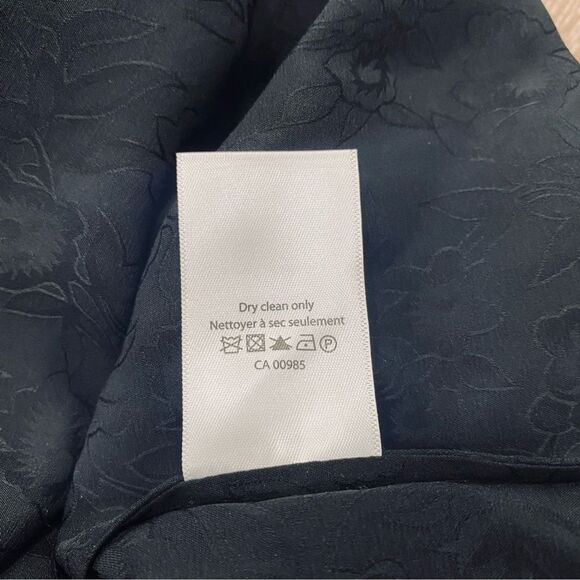 Dry clean only
Nettoyer à sec seulement
P
CA 00985